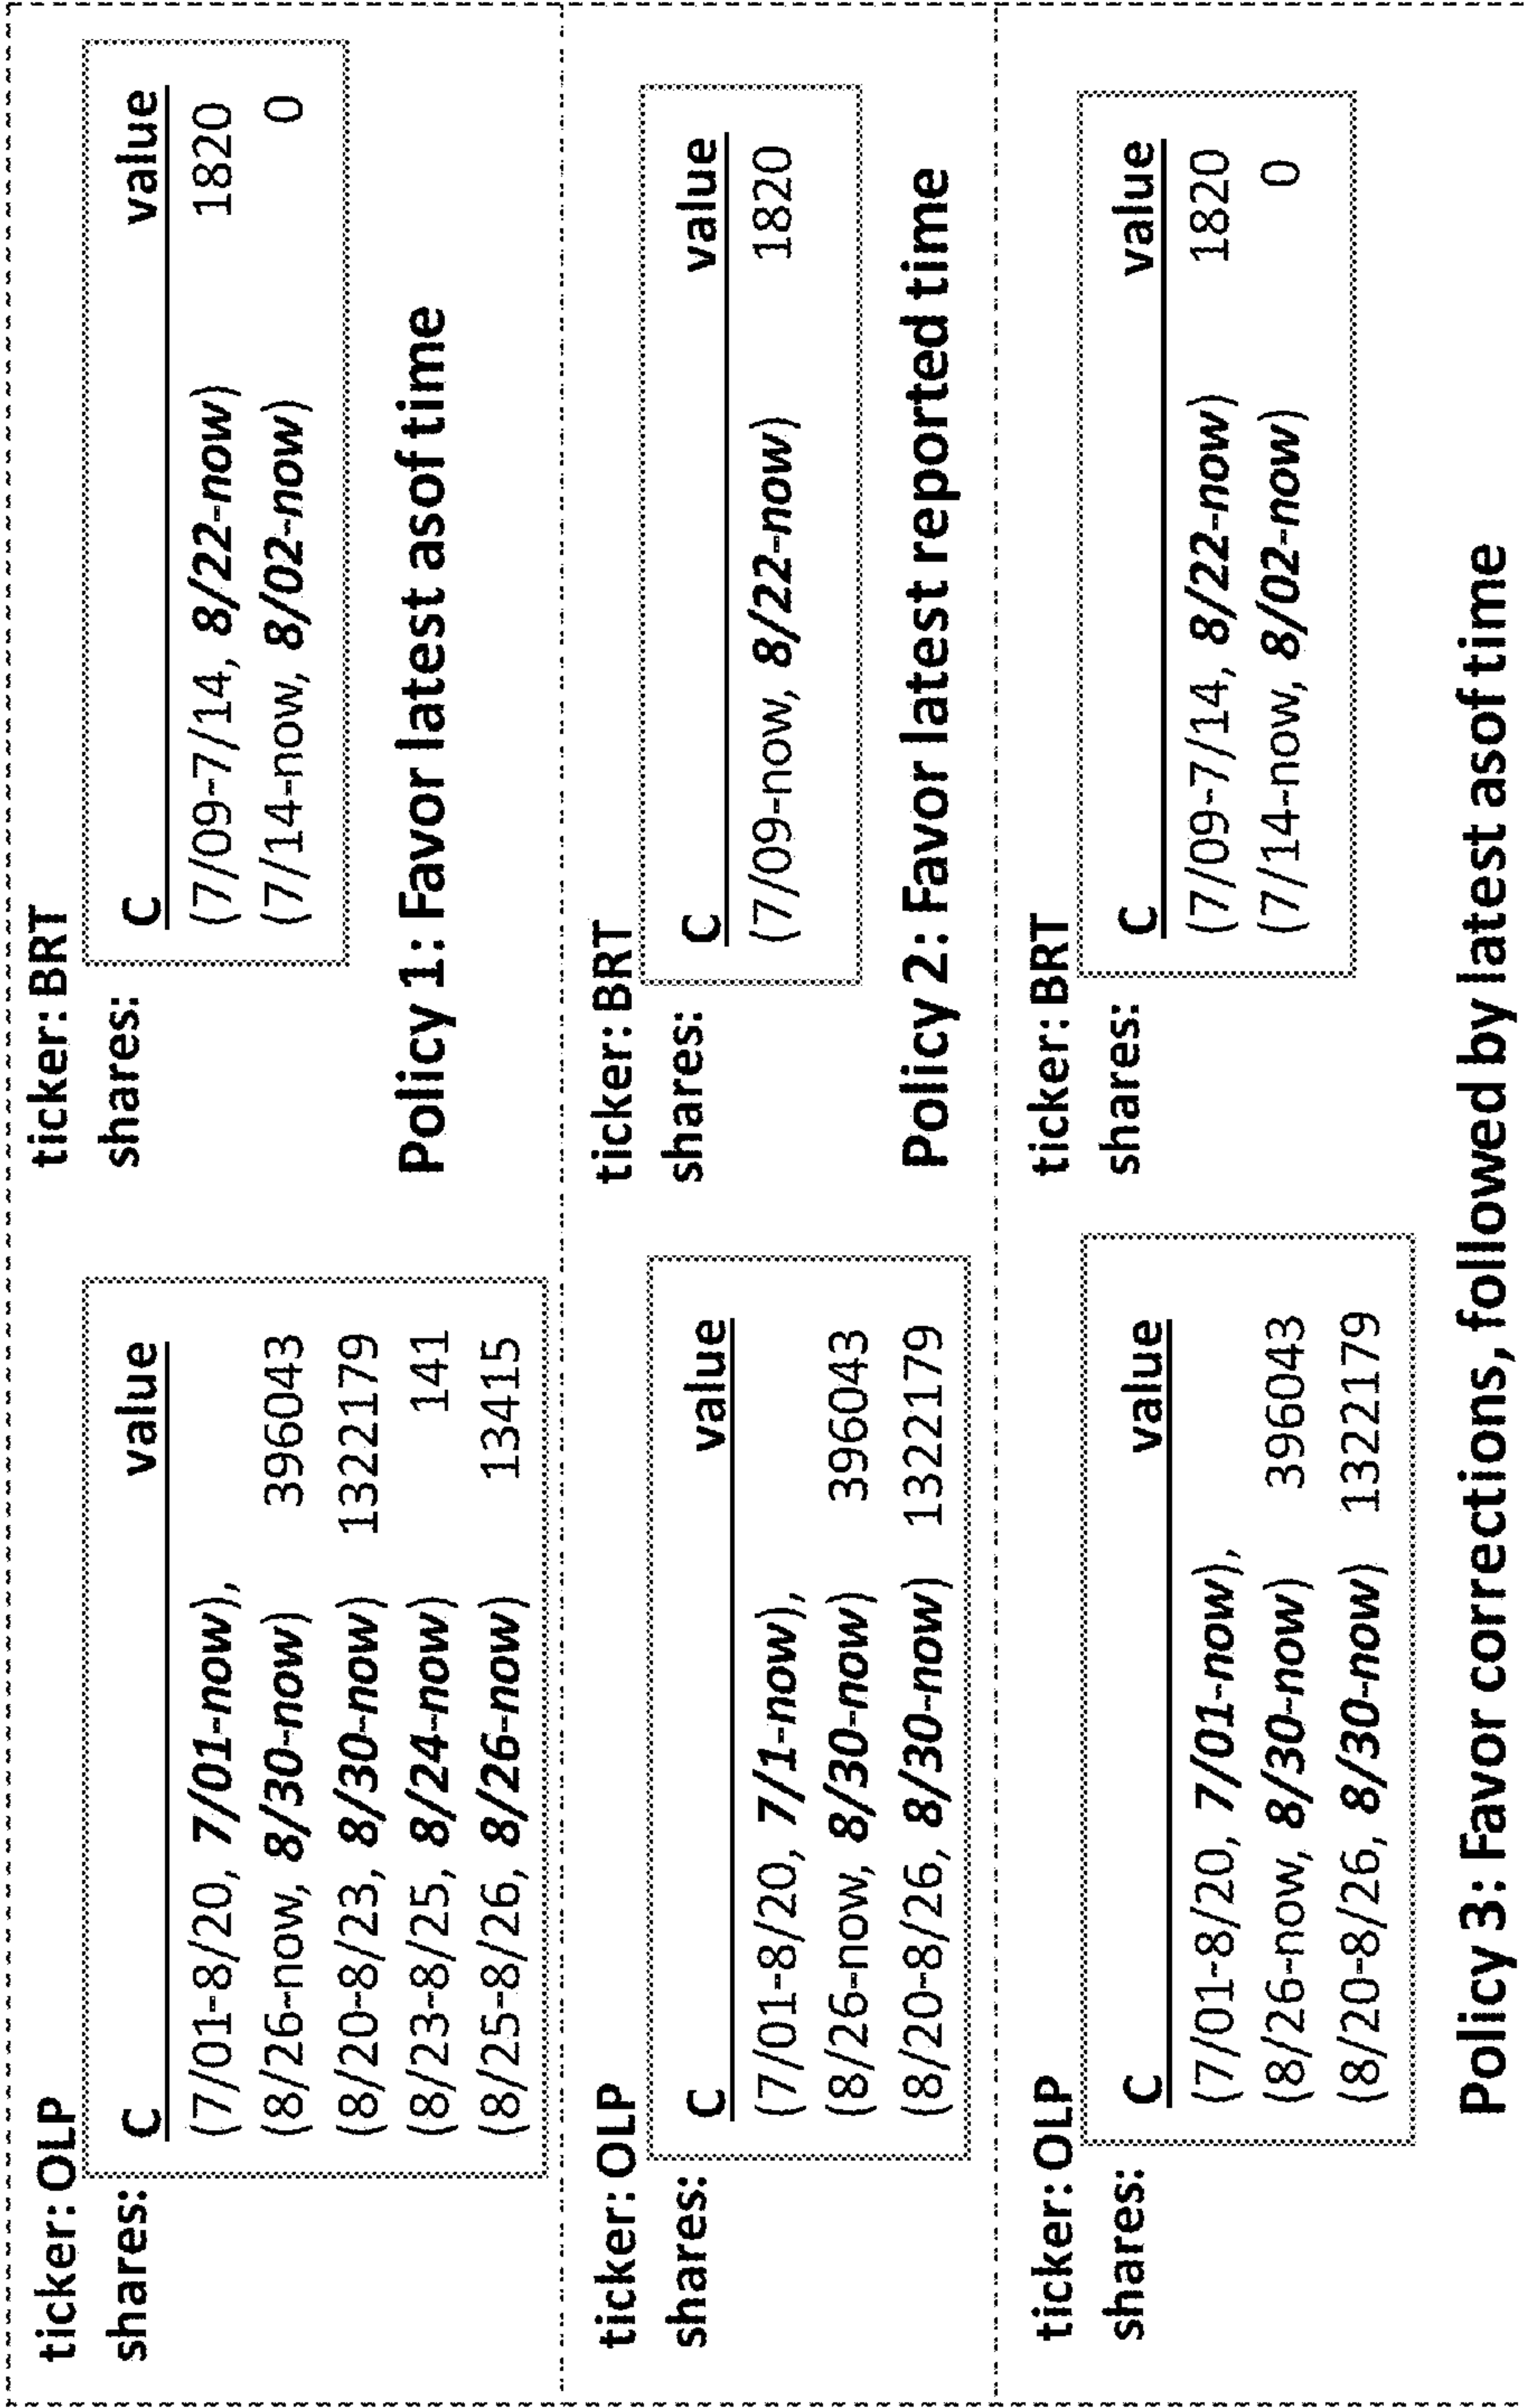 ticker: OLP
shares:
C value
(7/01-8/20, 7/01-now),
(8/26-now, 8/30-now) 396043
(8/20-8/23, 8/30-now) 1322179
(8/23-8/25, 8/24-now) 141
(8/25-8/26, 8/26-now) 13415
ticker: BRT
shares:
C value
(7/09-7/14, 8/22-now) 1820
(7/14-now, 8/02-now) 0
Policy 1: Favor latest asof time
ticker: OLP
shares:
C value
(7/01-8/20, 7/1-now),
(8/26-now, 8/30-now) 396043
(8/20-8/26, 8/30-now) 1322179
ticker: BRT
shares:
C value
(7/09-now, 8/22-now) 1820
Policy 2: Favor latest reported time
ticker: OLP
shares:
C value
(7/01-8/20, 7/01-now),
(8/26-now, 8/30-now) 396043
(8/20-8/26, 8/30-now) 1322179
ticker: BRT
shares:
C value
(7/09-7/14, 8/22-now) 1820
(7/14-now, 8/02-now) 0
Policy 3: Favor corrections, followed by latest asof time